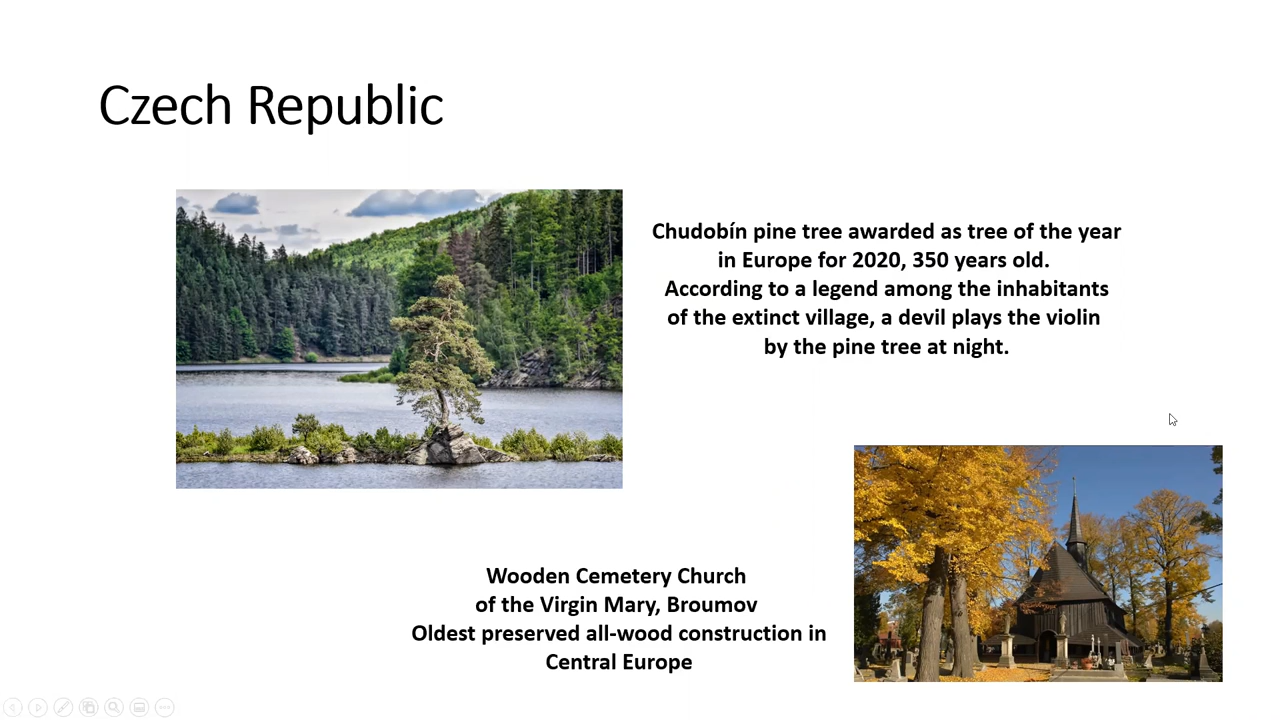 Czech Republic
Chudobín pine tree awarded as tree of the year
in Europe for 2020, 350 years old.
According to a legend among the inhabitants
of the extinct village, a devil plays the violin
by the pine tree at night.
Wooden Cemetery Church
of the Virgin Mary, Broumov
Oldest preserved all-wood construction in
Central Europe